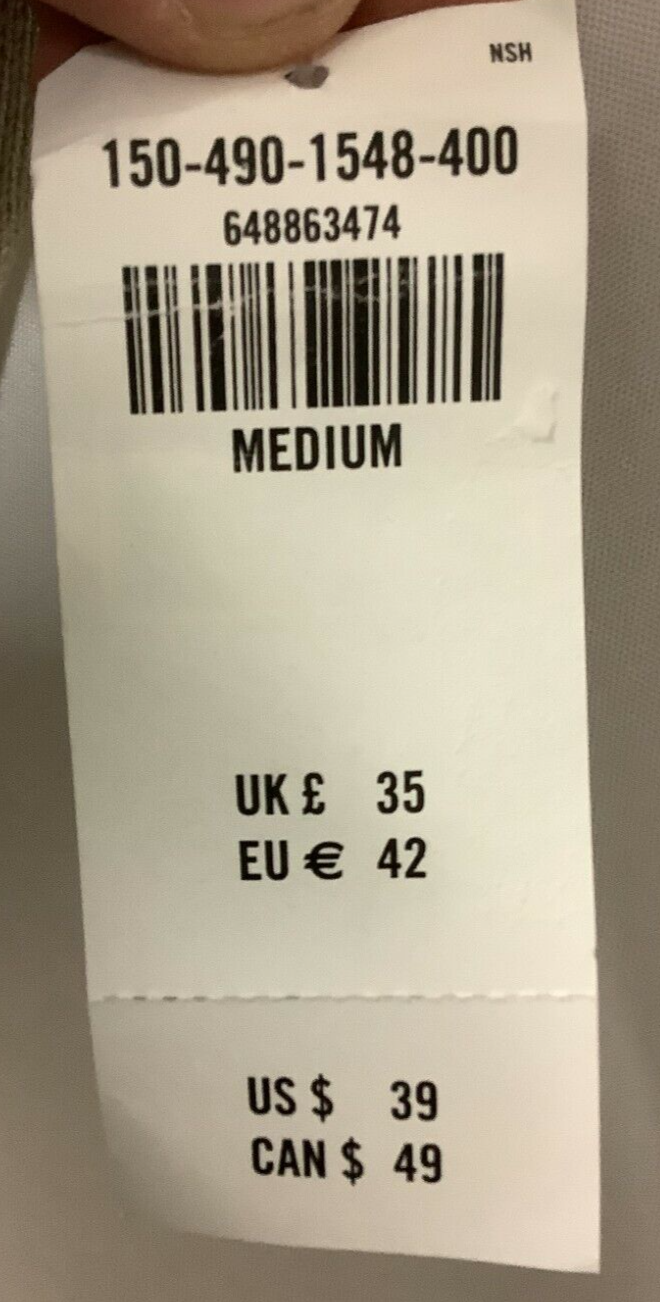 NSH
150-490-1548-400
648863474
MEDIUM
UK £ 35
EU € 42
US $ 39
CAN $ 49